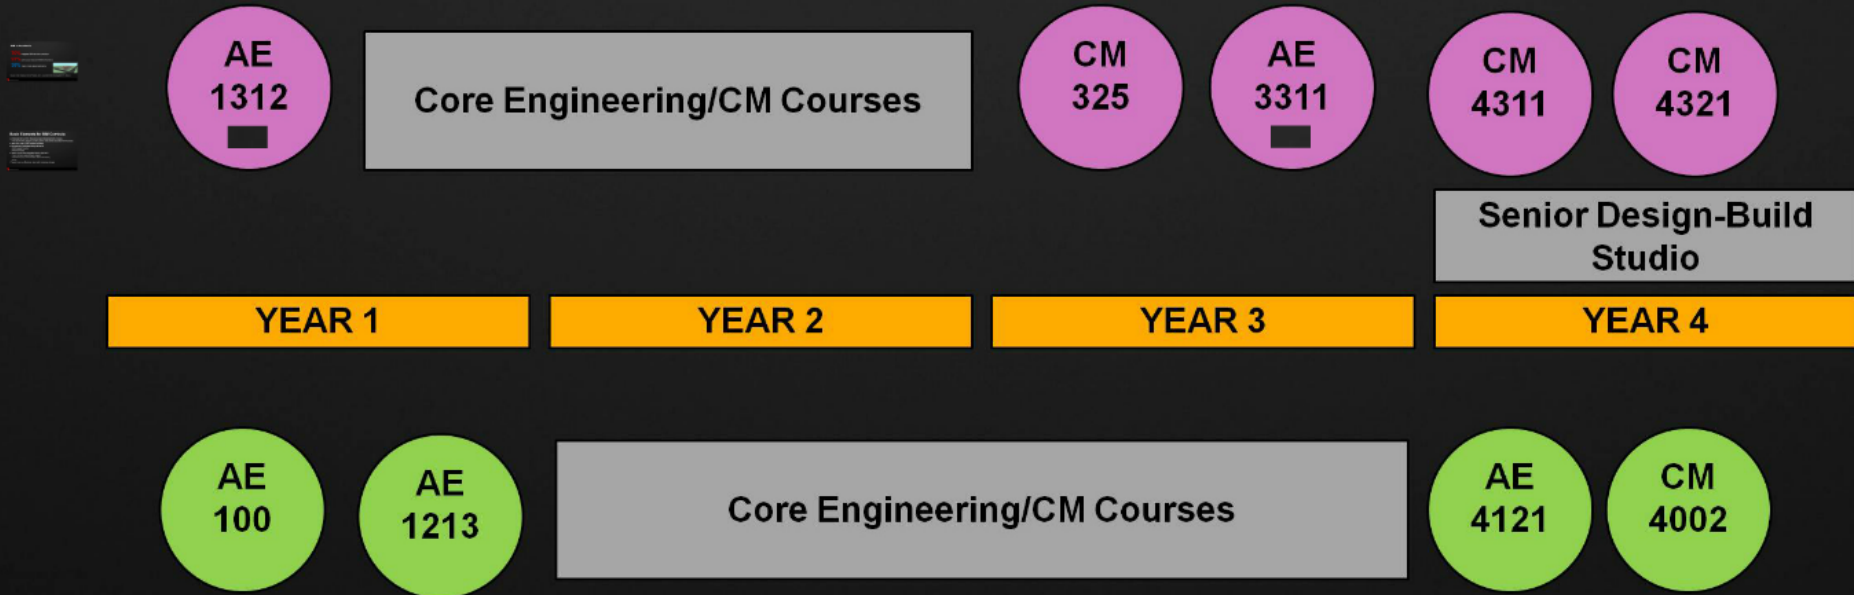 AE
1312
Core Engineering/CM Courses
CM
325
AE
3311
CM
4311
CM
4321
Senior Design-Build
Studio
YEAR 1
YEAR 2
YEAR 3
YEAR 4
AE
100
AE
1213
Core Engineering/CM Courses
AE
4121
CM
4002